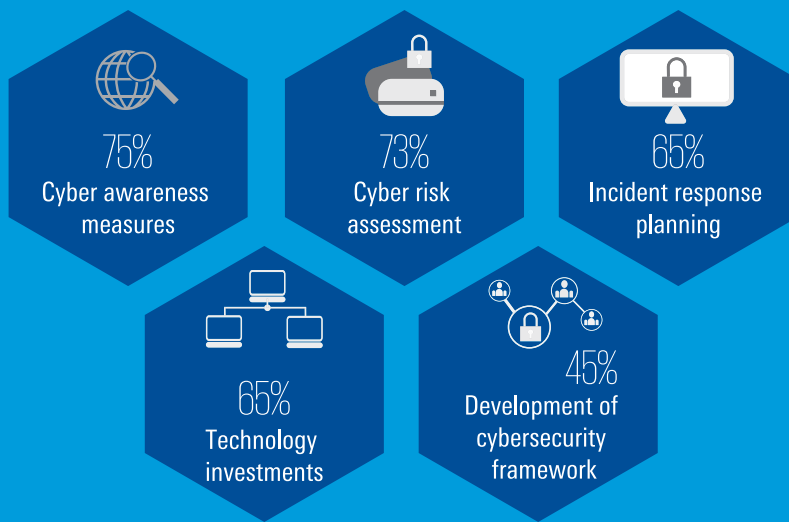 75%
Cyber awareness
measures
73%
Cyber risk
assessment
65%
Incident response
planning
65%
Technology
investments
45%
Development of
cybersecurity
framework